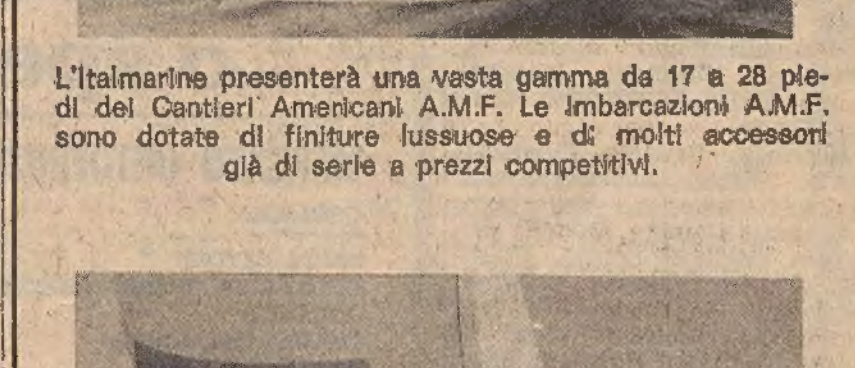 L'Italmarine presenterà una vasta gamma da 17 a 28 pie-
di dei Cantieri Americani A.M.F. Le imbarcazioni A.M.F.
sono dotate di finiture lussuose e di molti accessori
già di serie a prezzi competitivi.